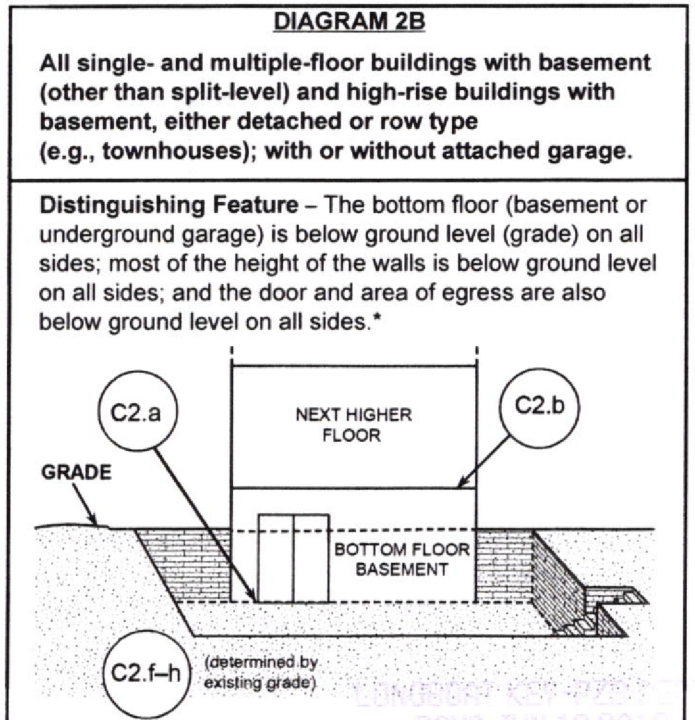 DIAGRAM 2B
All single- and multiple-floor buildings with basement
(other than split-level) and high-rise buildings with
basement, either detached or row type
(e.g., townhouses); with or without attached garage.
Distinguishing Feature – The bottom floor (basement or
underground garage) is below ground level (grade) on all
sides; most of the height of the walls is below ground level
on all sides; and the door and area of egress are also
below ground level on all sides.*
C2.a
NEXT HIGHER
FLOOR
C2.b
GRADE
BOTTOM FLOOR
BASEMENT
C2.f–h
(determined by
existing grade)